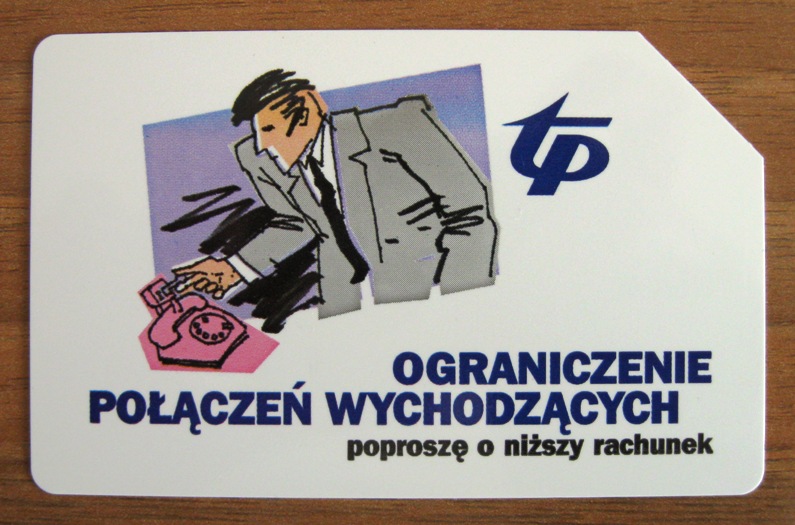 tp
OGRANICZENIE
POŁĄCZEŃ WYCHODZĄCYCH
poproszę o niższy rachunek